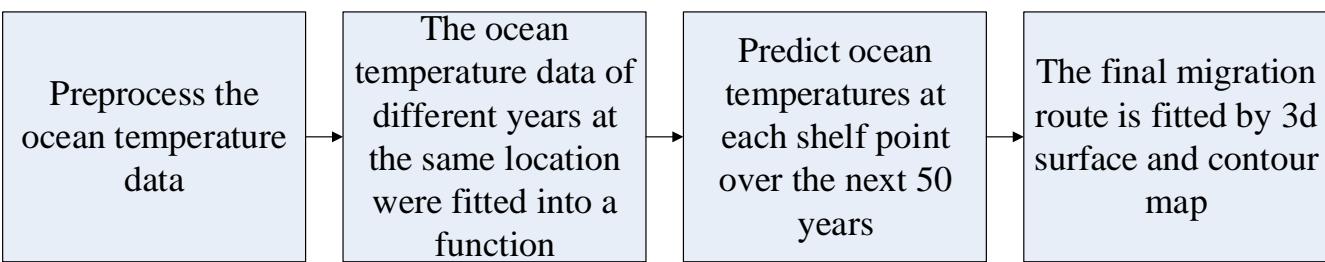 Preprocess the
ocean temperature
data
The ocean
temperature data of
different years at
the same location
were fitted into a
function
Predict ocean
temperatures at
each shelf point
over the next 50
years
The final migration
route is fitted by 3d
surface and contour
map